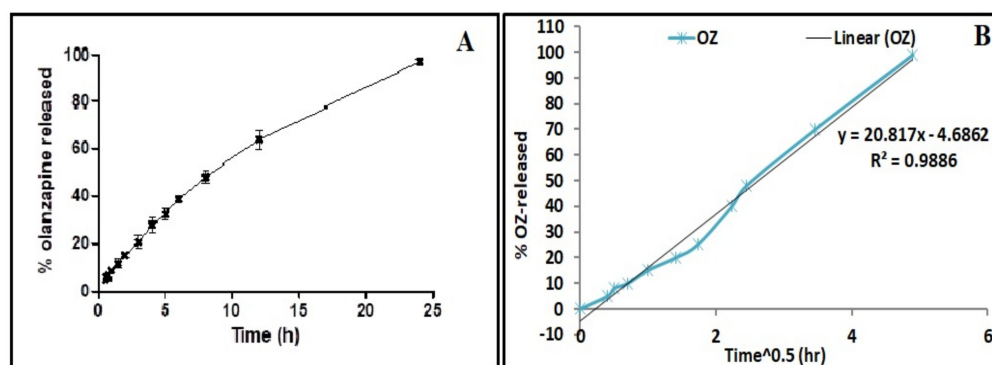 A
% olanzapine released
100
80
60
40
20
0
0 5 10 15 20 25
Time (h)
B
OZ Linear (OZ)
% OZ-released
110
100
90
80
70
60
50
40
30
20
10
0
-10
y = 20.817x - 4.6862
R² = 0.9886
0 2 4 6
Time^0.5 (hr)